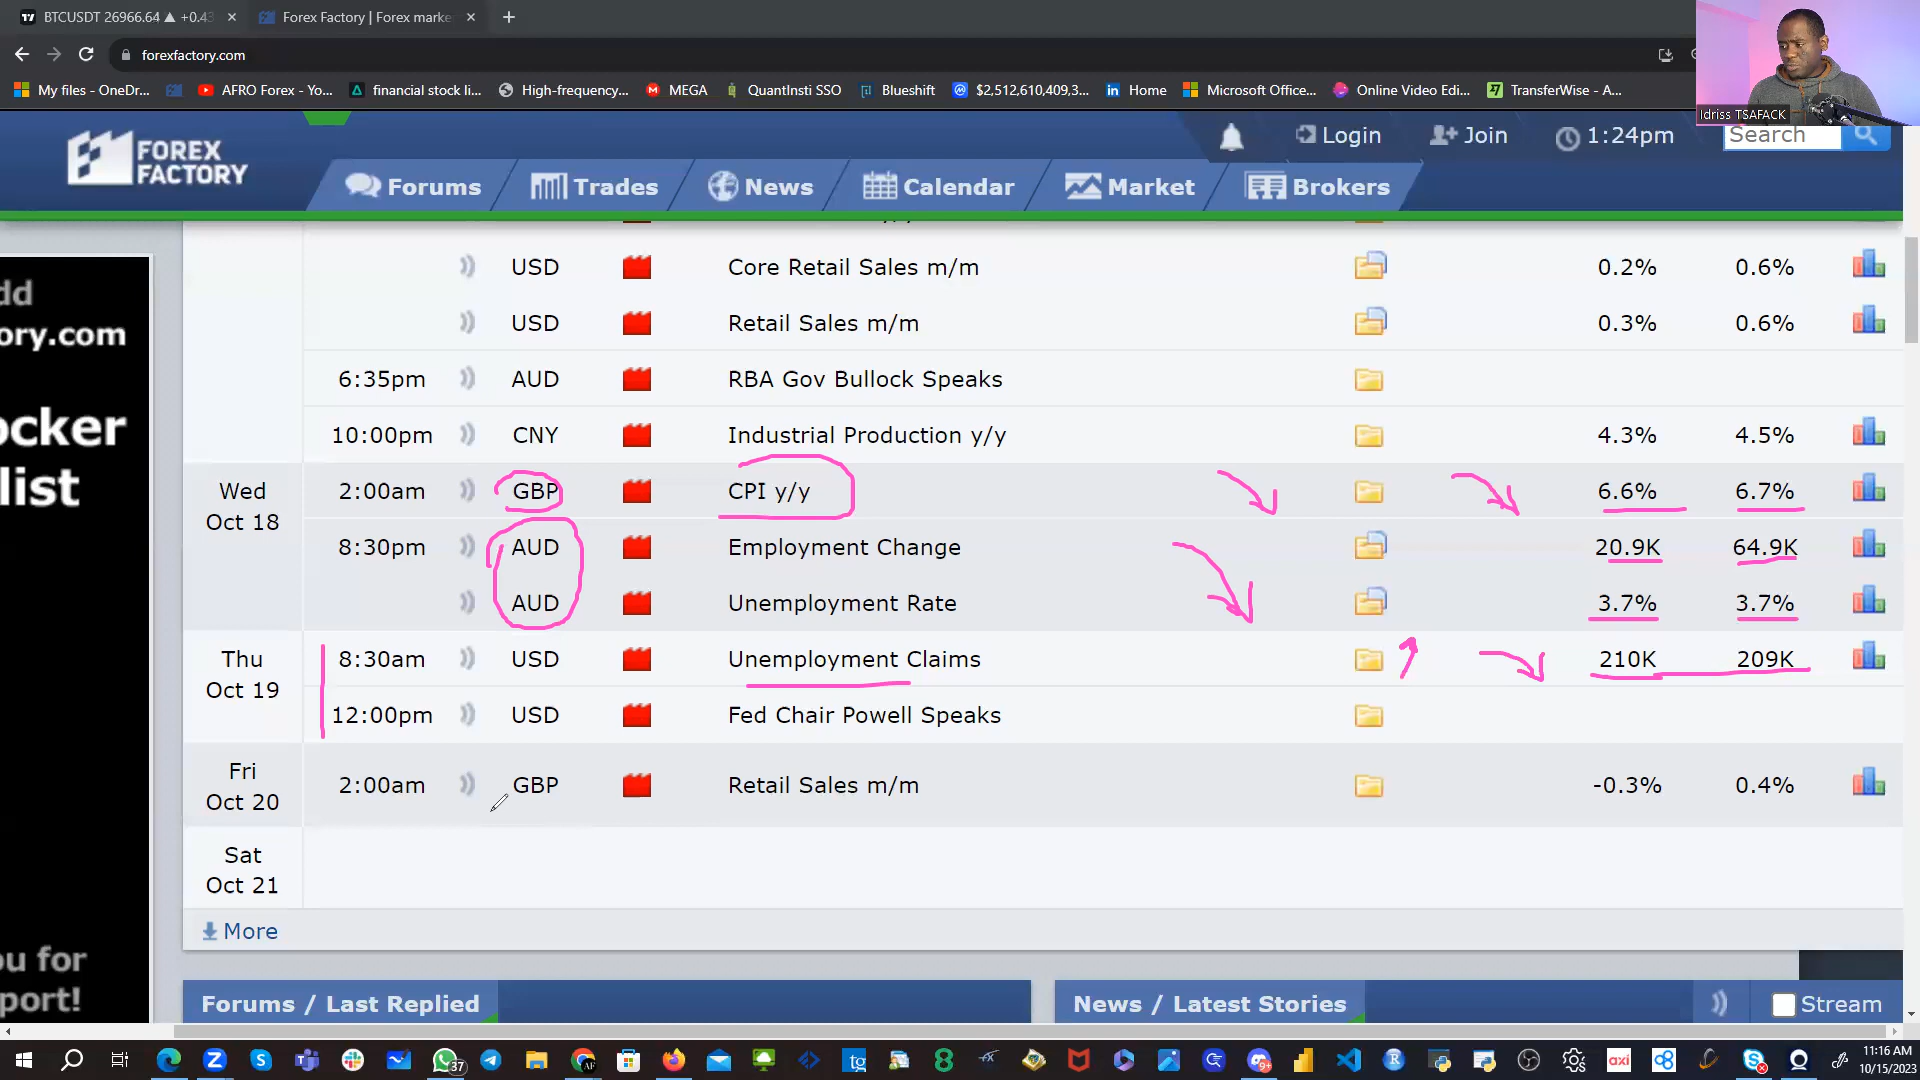 BTCUSDT 26966.64 ▲ +0.43
Forex Factory | Forex marke
forexfactory.com
My files - OneDr...
AFRO Forex - Yo...
financial stock li...
High-frequency...
MEGA
QuantInsti SSO
Blueshift
$2,512,610,409,3...
Home
Microsoft Office...
Online Video Edi...
TransferWise - A...
Idriss TSAFACK
FOREX
FACTORY
Login
Join
1:24pm
Search
Forums
Trades
News
Calendar
Market
Brokers
dd
ory.com
ocker
list
ou for
port!
USD Core Retail Sales m/m 0.2% 0.6%
USD Retail Sales m/m 0.3% 0.6%
6:35pm AUD RBA Gov Bullock Speaks
10:00pm CNY Industrial Production y/y 4.3% 4.5%
Wed
Oct 18
2:00am GBP CPI y/y 6.6% 6.7%
8:30pm AUD Employment Change 20.9K 64.9K
AUD Unemployment Rate 3.7% 3.7%
Thu
Oct 19
8:30am USD Unemployment Claims 210K 209K
12:00pm USD Fed Chair Powell Speaks
Fri
Oct 20
2:00am GBP Retail Sales m/m -0.3% 0.4%
Sat
Oct 21
More
Forums / Last Replied
News / Latest Stories
Stream
37
tg
9+
axi
11:16 AM
10/15/2023